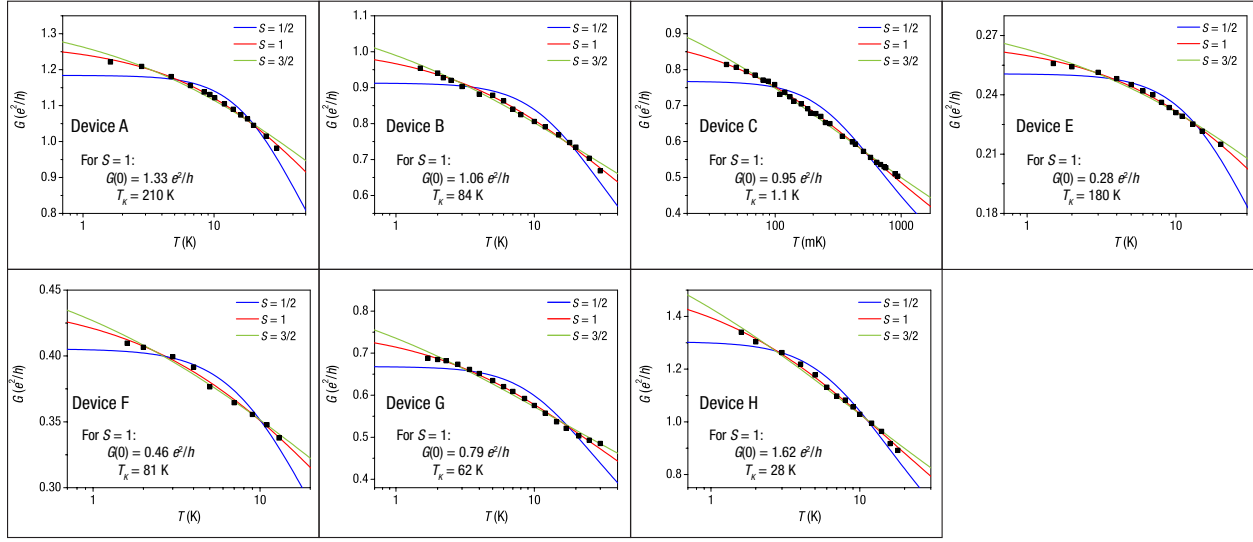 1.3
1.2
1.1
1.0
0.9
0.8
G (e²/h)
S = 1/2
S = 1
S = 3/2
Device A
For S = 1:
G(0) = 1.33 e²/h
T_K = 210 K
1
10
T (K)
1.1
1.0
0.9
0.8
0.7
0.6
0.5
G (e²/h)
S = 1/2
S = 1
S = 3/2
Device B
For S = 1:
G(0) = 1.06 e²/h
T_K = 84 K
1
10
T (K)
0.9
0.8
0.7
0.6
0.5
0.4
G (e²/h)
S = 1/2
S = 1
S = 3/2
Device C
For S = 1:
G(0) = 0.95 e²/h
T_K = 1.1 K
100
1000
T (mK)
0.27
0.24
0.21
0.18
G (e²/h)
S = 1/2
S = 1
S = 3/2
Device E
For S = 1:
G(0) = 0.28 e²/h
T_K = 180 K
1
10
T (K)
0.45
0.40
0.35
0.30
G (e²/h)
S = 1/2
S = 1
S = 3/2
Device F
For S = 1:
G(0) = 0.46 e²/h
T_K = 81 K
1
10
T (K)
0.8
0.7
0.6
0.5
0.4
G (e²/h)
S = 1/2
S = 1
S = 3/2
Device G
For S = 1:
G(0) = 0.79 e²/h
T_K = 62 K
1
10
T (K)
1.4
1.2
1.0
0.8
G (e²/h)
S = 1/2
S = 1
S = 3/2
Device H
For S = 1:
G(0) = 1.62 e²/h
T_K = 28 K
1
10
T (K)